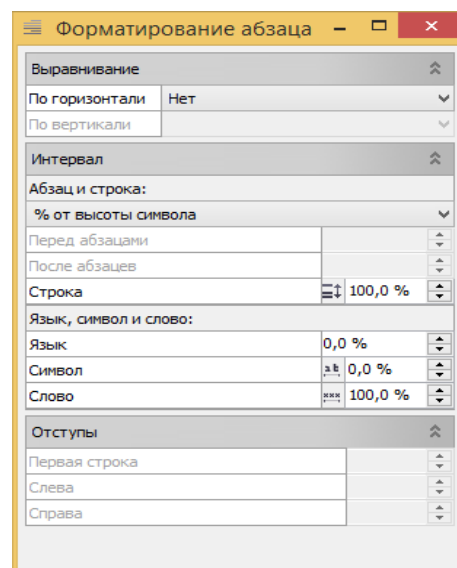 Форматирование абзаца
Выравнивание
По горизонтали Нет
По вертикали
Интервал
Абзац и строка:
% от высоты символа
Перед абзацами
После абзацев
Строка 100,0 %
Язык, символ и слово:
Язык 0,0 %
Символ 0,0 %
Слово 100,0 %
Отступы
Первая строка
Слева
Справа